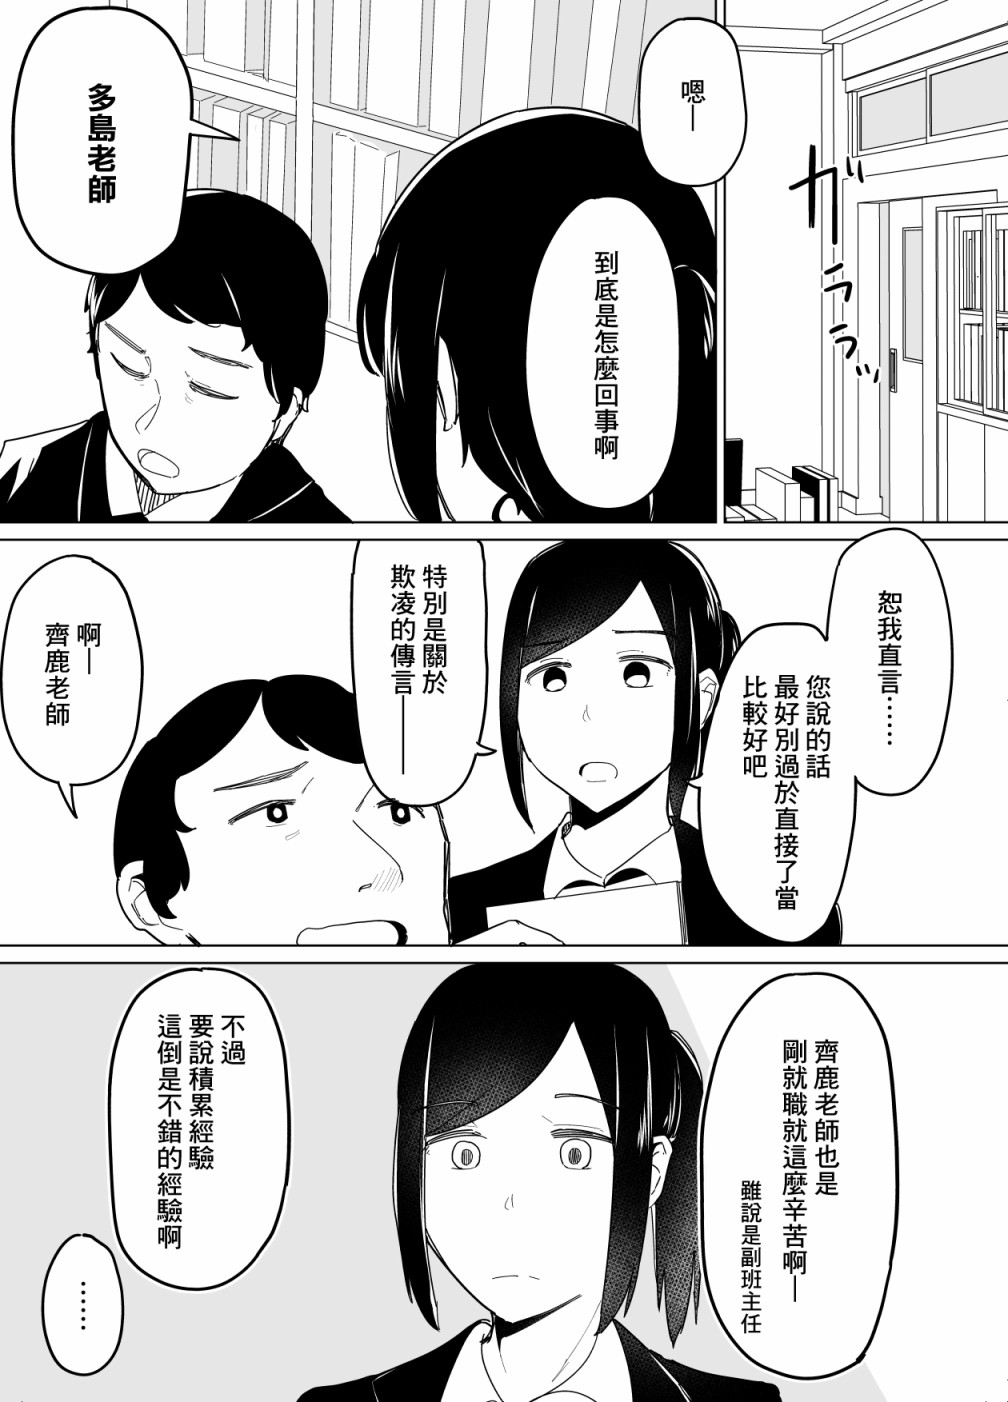 ガ
ラ
ラッ
嗯—
到底是怎麼回事啊
多島老師
恕我直言……
您說的話
最好別過於直接了當
比較好吧
特別是關於
欺凌的傳言——
啊—
齊鹿老師
齊鹿老師也是
剛就職就這麼辛苦啊—
雖說是副班主任
不過
要說積累經驗
這倒是不錯的經驗啊
……